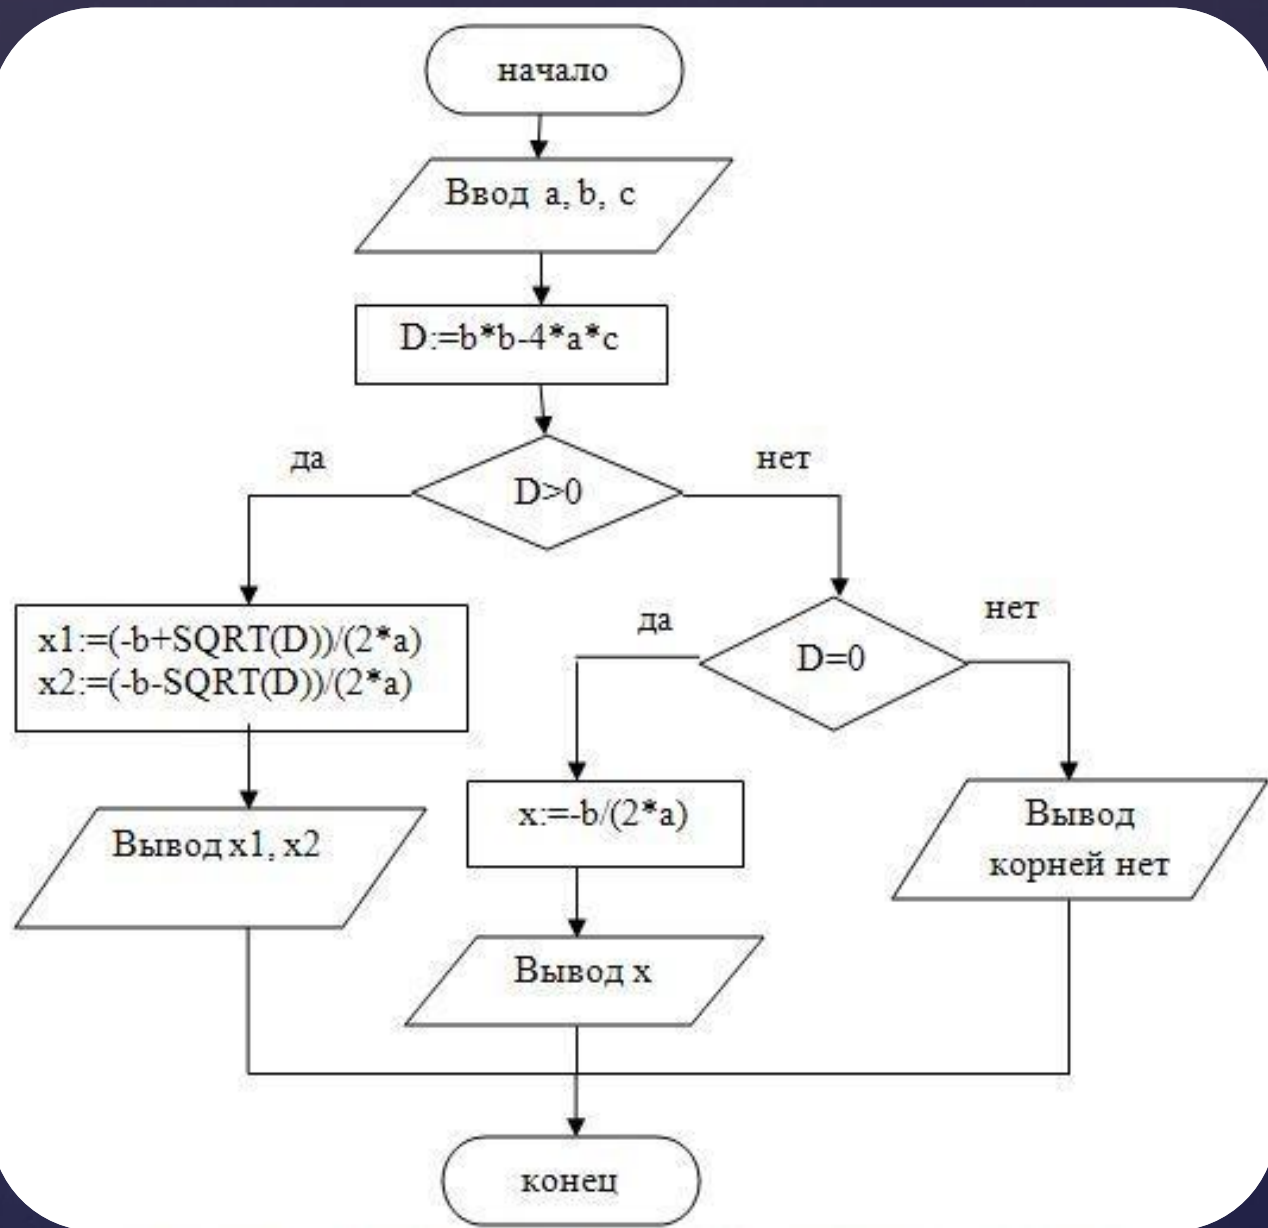 начало
Ввод a, b, c
D:=b*b-4*a*c
да
нет
D>0
x1:=(-b+SQRT(D))/(2*a)
x2:=(-b-SQRT(D))/(2*a)
да
нет
D=0
Вывод x1, x2
x:=-b/(2*a)
Вывод
корней нет
Вывод x
конец